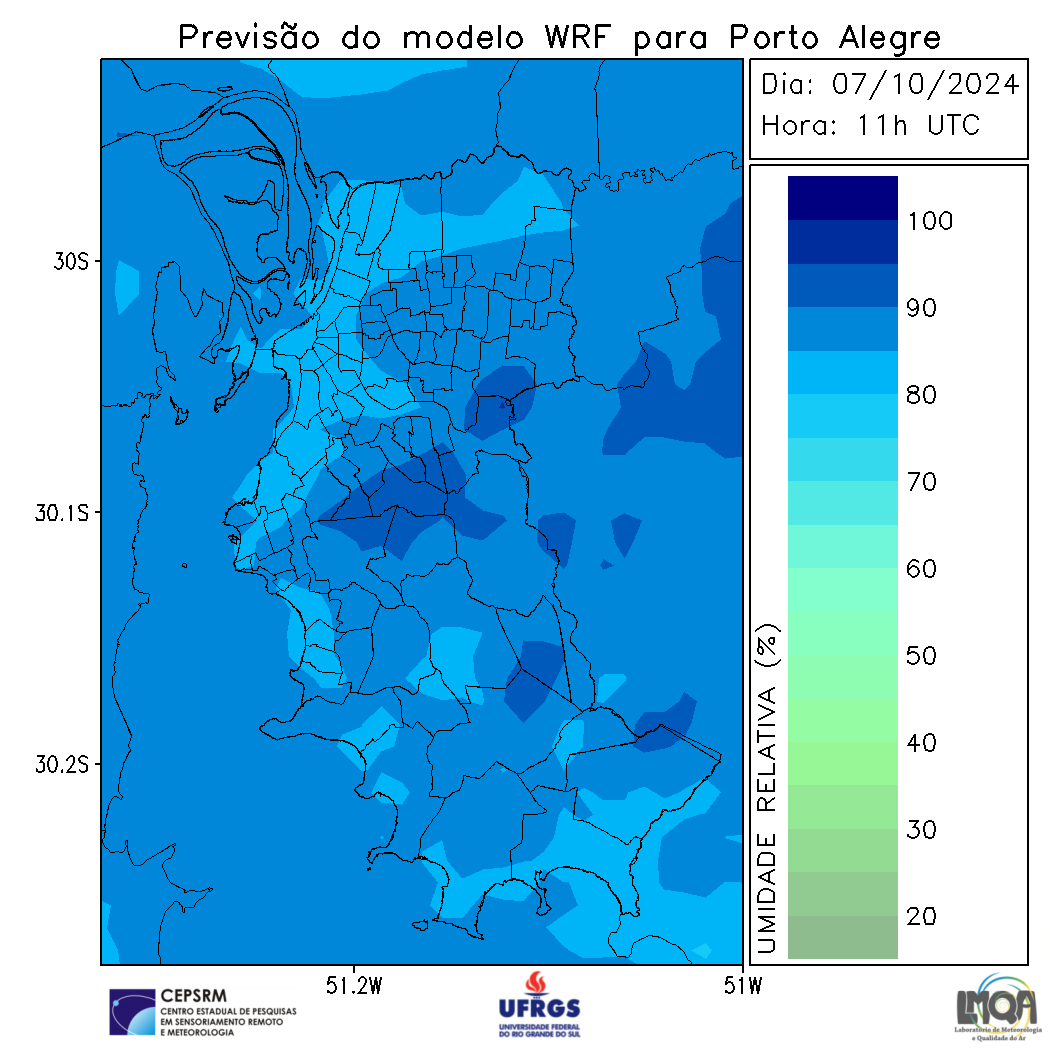 Previsão do modelo WRF para Porto Alegre
Dia: 07/10/2024
Hora: 11h UTC
100
90
80
70
60
50
40
30
20
UMIDADE RELATIVA (%)
30S
30.1S
30.2S
51.2W
51W
CEPSRM
CENTRO ESTADUAL DE PESQUISAS
EM SENSORIAMENTO REMOTO
E METEOROLOGIA
UFRGS
UNIVERSIDADE FEDERAL
DO RIO GRANDE DO SUL
LMQA
Laboratório de Meteorologia
e Qualidade do Ar